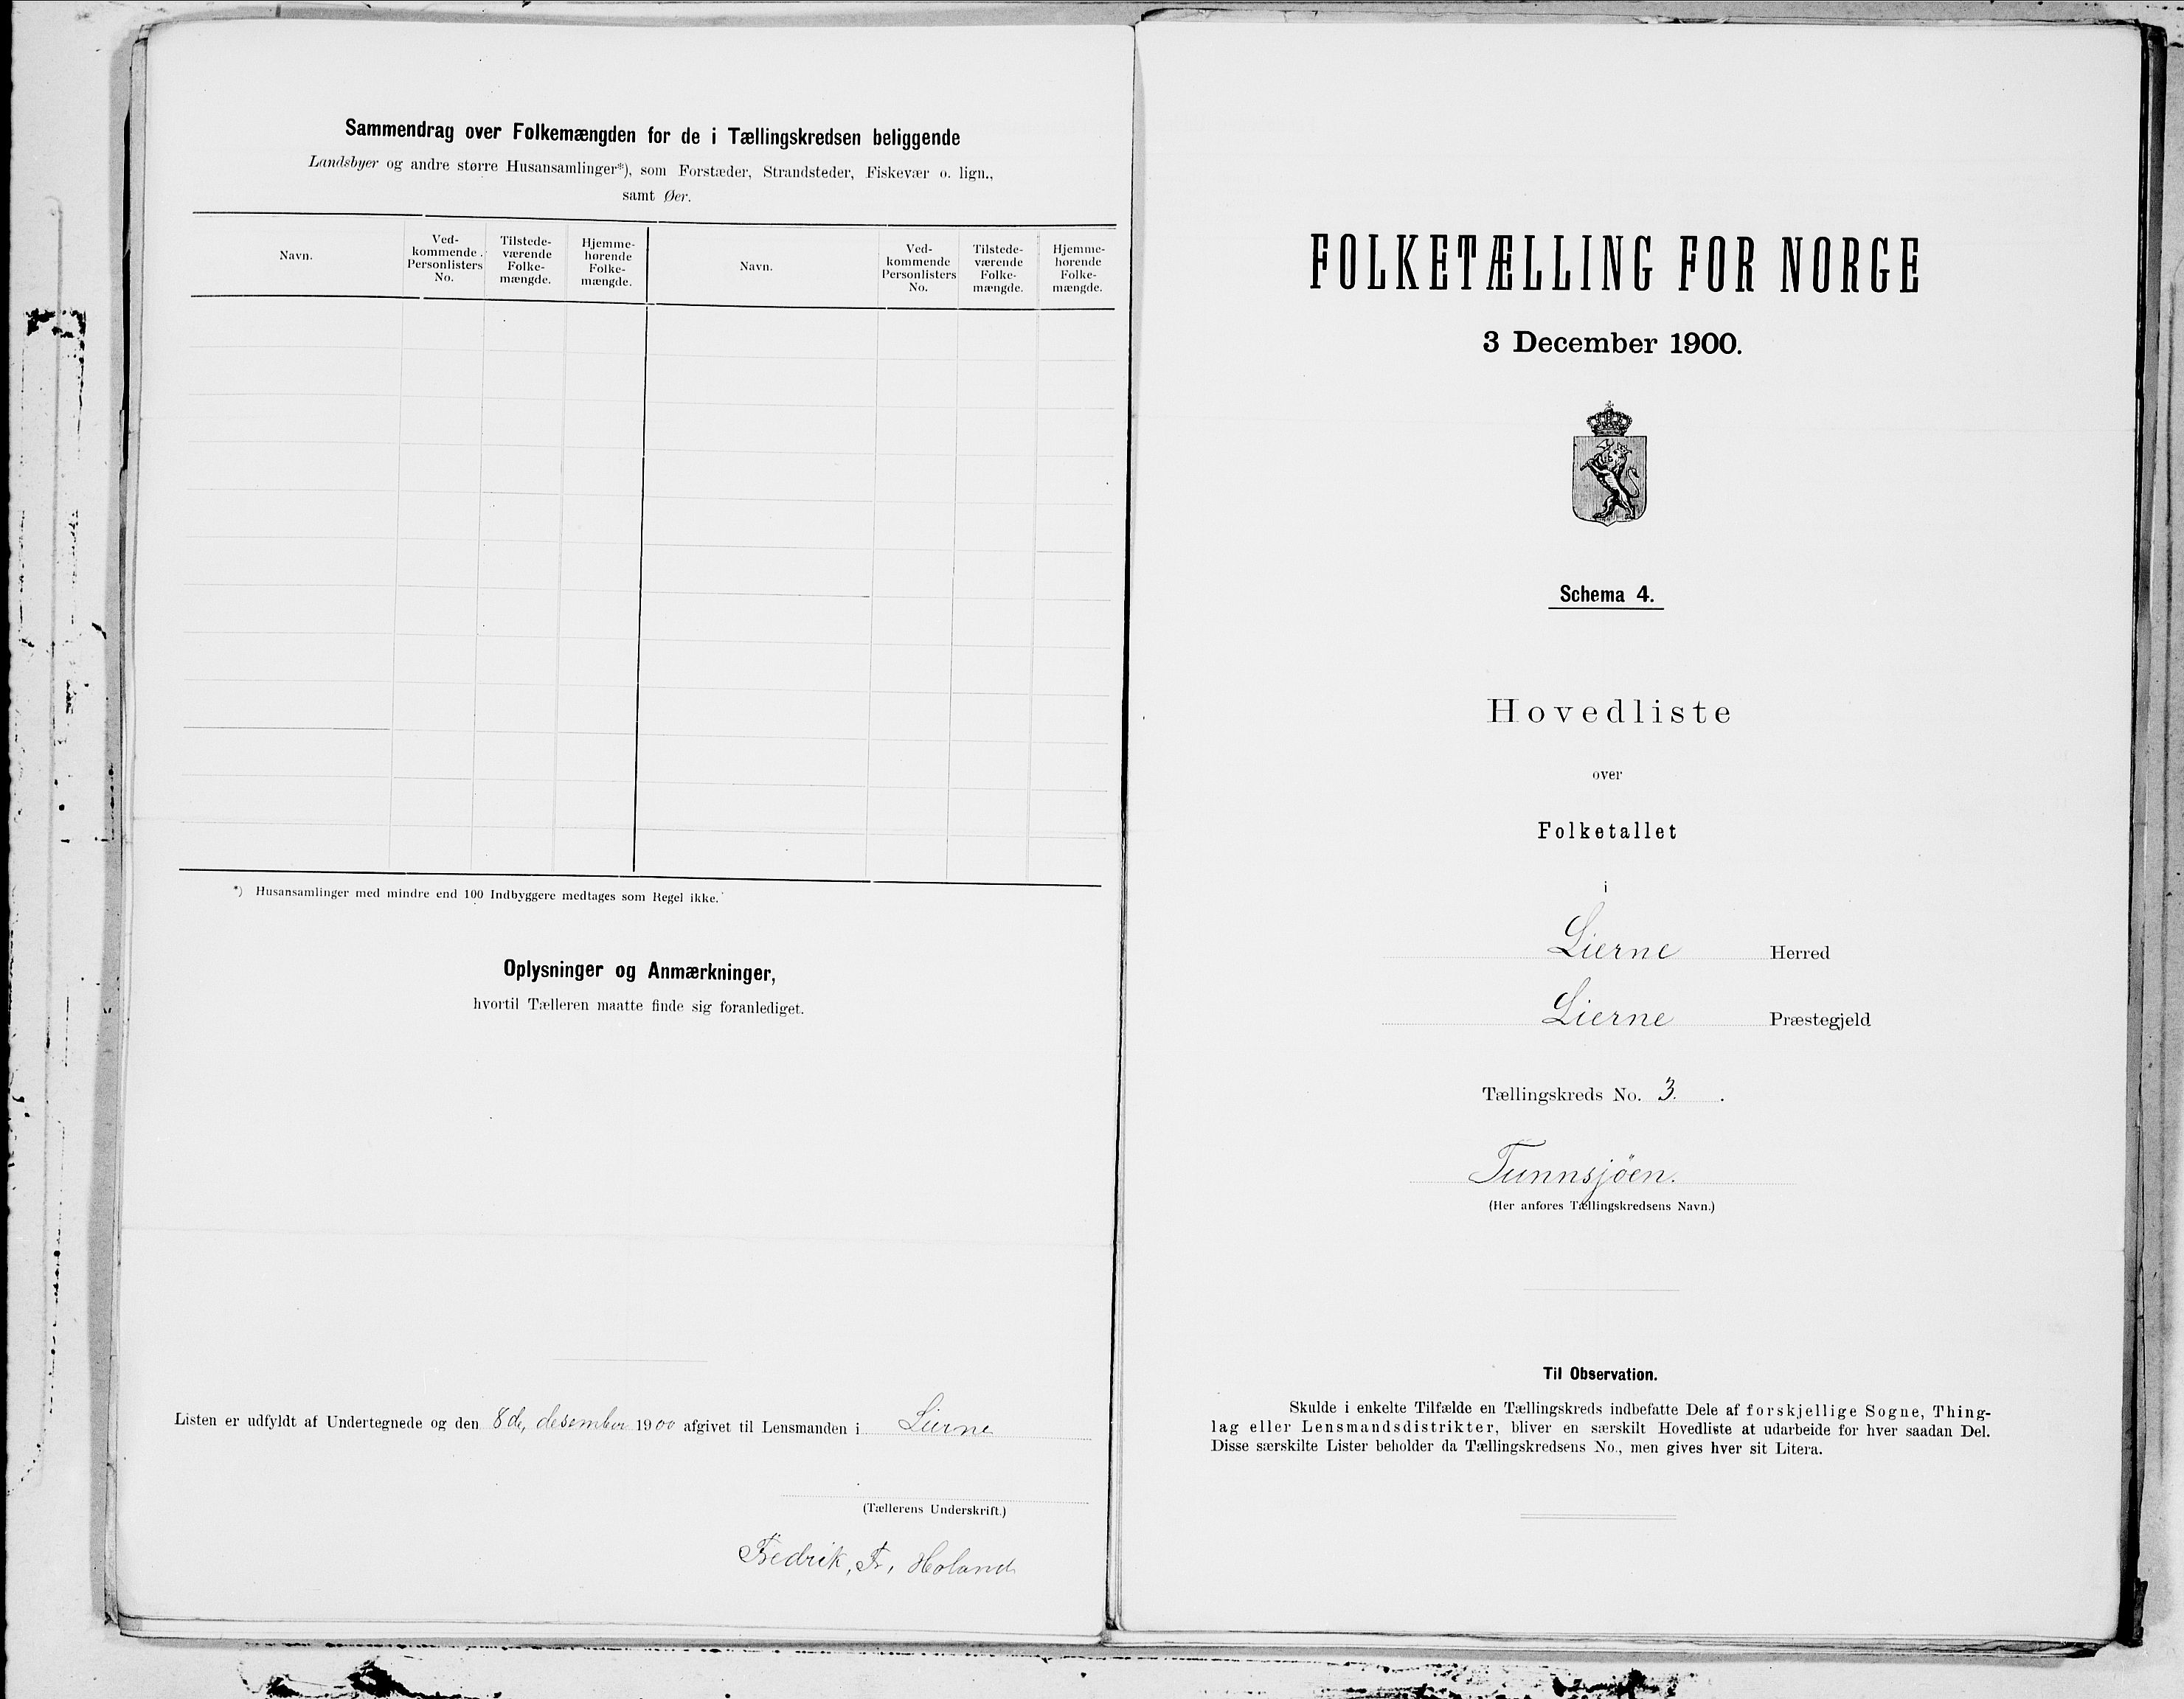 Sammendrag over Folkemængden for de i Tællingskredsen beliggende
Landsbyer og andre større Husansamlinger*), som Forstæder, Strandsteder, Fiskevær o. lign.,
samt Øer.
Navn.
Ved-
kommende
Personlisters
No.
Tilstede-
værende
Folke-
mængde.
Hjemme-
hørende
Folke-
mængde.
Navn.
Ved-
kommende
Personlisters
No.
Tilstede-
værende
Folke-
mængde.
Hjemme-
hørende
Folke-
mængde.
*) Husansamlinger med mindre end 100 Indbyggere medtages som Regel ikke.
Oplysninger og Anmærkninger,
hvortil Tælleren maatte finde sig foranlediget.
Listen er udfyldt af Undertegnede og den 8de, desember 1900 afgivet til Lensmanden i Lierne
(Tællerens Underskrift.)
Fredrik, Fr, Holand
FOLKETÆLLING FOR NORGE
3 December 1900.
Schema 4.
Hovedliste
over
Folketallet
i
Lierne Herred
Lierne Præstegjeld
Tællingskreds No. 3.
Tunnsjöen.
(Her anføres Tællingskredsens Navn.)
Til Observation.
Skulde i enkelte Tilfælde en Tællingskreds indbefatte Dele af forskjellige Sogne, Thing-
lag eller Lensmandsdistrikter, bliver en særskilt Hovedliste at udarbeide for hver saadan Del.
Disse særskilte Lister beholder da Tællingskredsens No., men gives hver sit Litera.